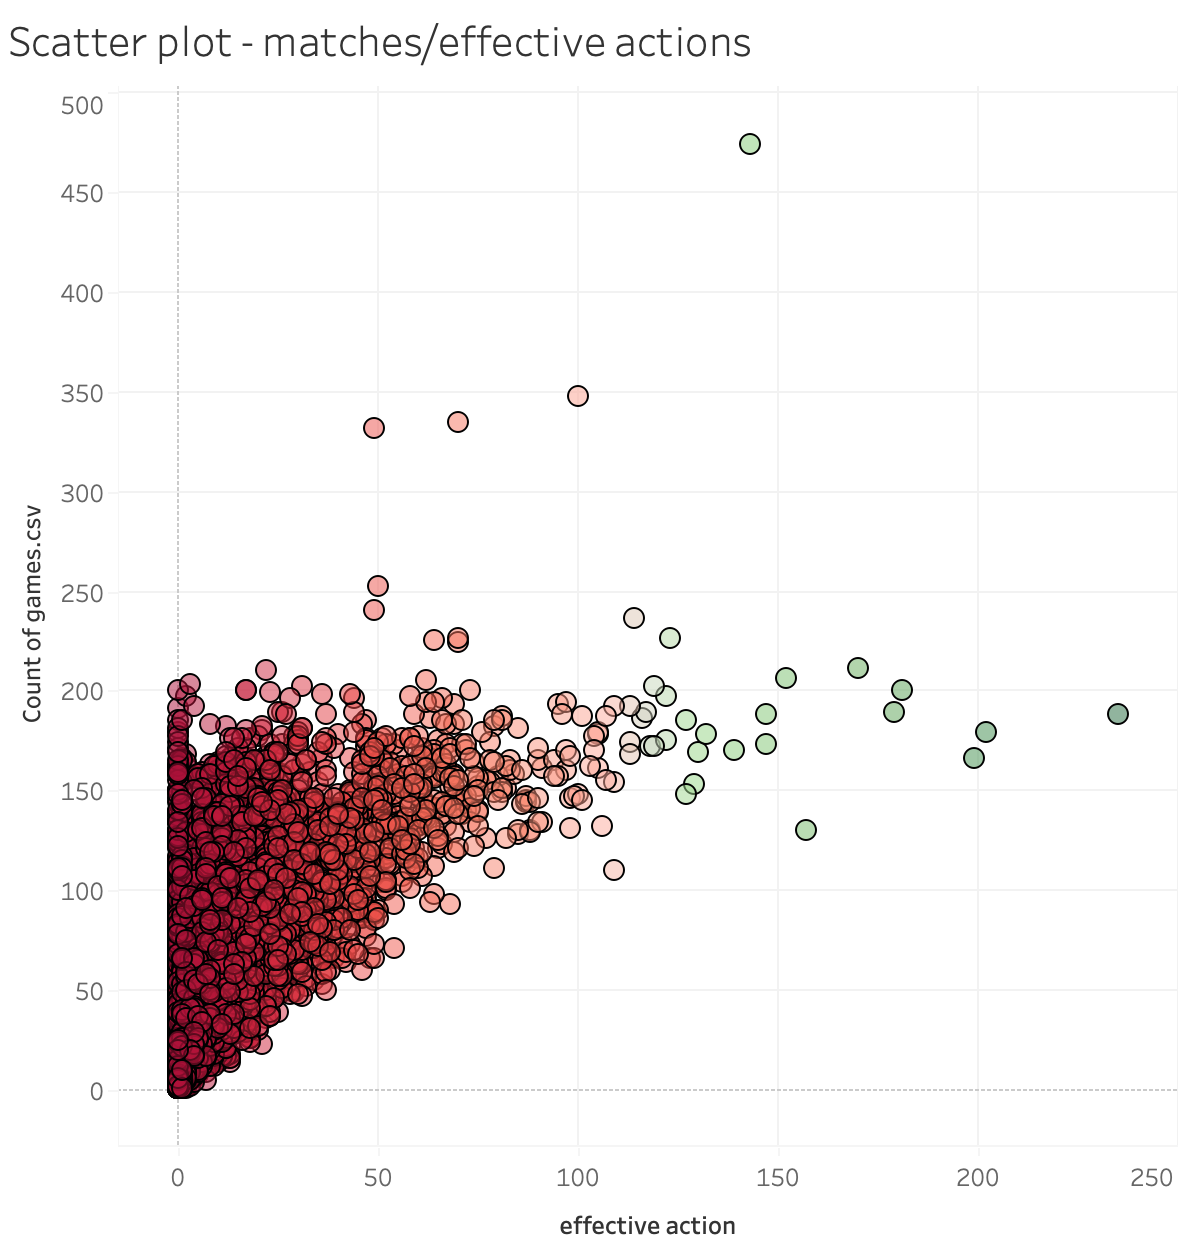 Scatter plot - matches/effective actions
500
450
400
350
300
250
200
150
100
50
0
Count of games.csv
0 50 100 150 200 250
effective action